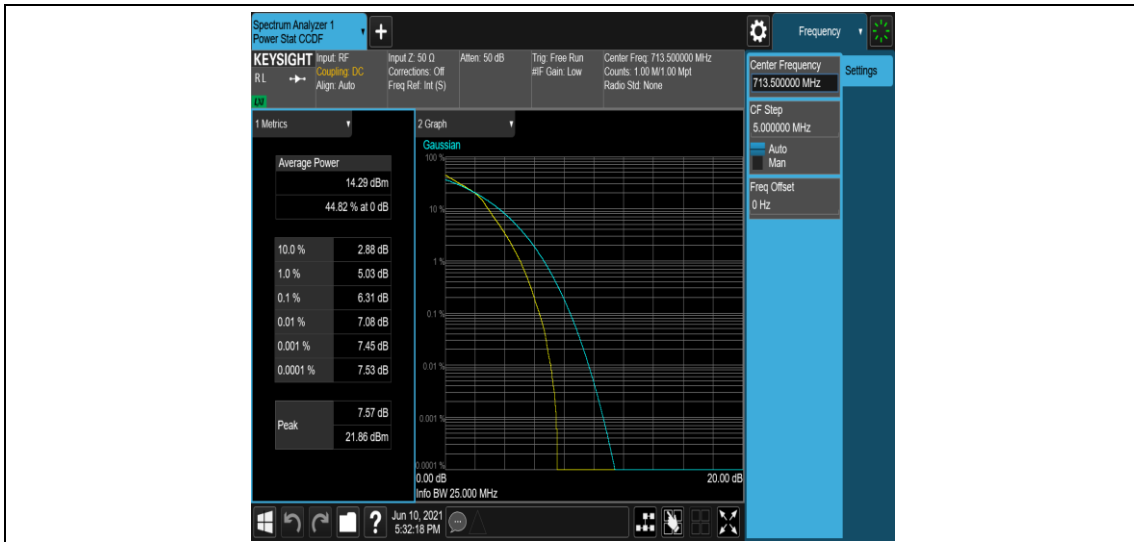 Spectrum Analyzer 1
Power Stat CCDF
+
Frequency
KEYSIGHT
RL
LXI
Input: RF
Coupling: DC
Align: Auto
Input Z: 50 Ω
Corrections: Off
Freq Ref: Int (S)
Atten: 50 dB
Trig: Free Run
#IF Gain: Low
Center Freq: 713.500000 MHz
Counts: 1.00 M/1.00 Mpt
Radio Std: None
Center Frequency
713.500000 MHz
Settings
CF Step
5.000000 MHz
Auto
Man
Freq Offset
0 Hz
1 Metrics
Average Power
14.29 dBm
44.82 % at 0 dB
10.0 % 2.88 dB
1.0 % 5.03 dB
0.1 % 6.31 dB
0.01 % 7.08 dB
0.001 % 7.45 dB
0.0001 % 7.53 dB
Peak
7.57 dB
21.86 dBm
2 Graph
Gaussian
100 %
10 %
1 %
0.1 %
0.01 %
0.001 %
0.0001 %
0.00 dB 20.00 dB
Info BW 25.000 MHz
?
Jun 10, 2021
5:32:18 PM